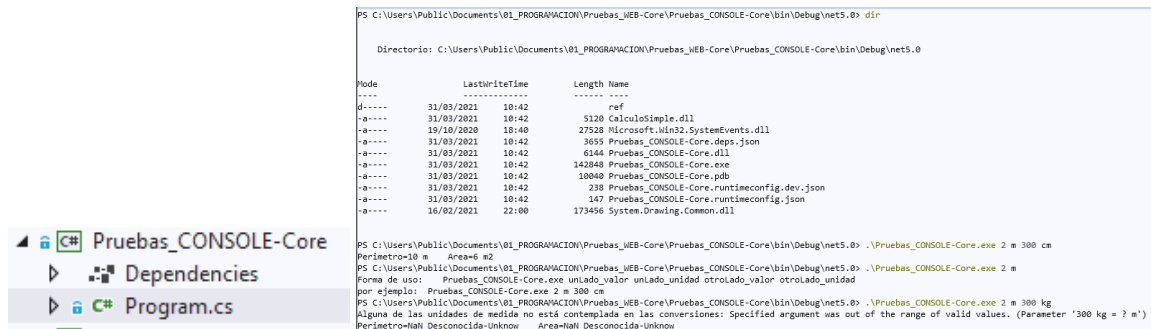 C# Pruebas_CONSOLE-Core
Dependencies
C# Program.cs
PS C:\Users\Public\Documents\01_PROGRAMACION\Pruebas_WEB-Core\Pruebas_CONSOLE-Core\bin\Debug\net5.0> dir
Directorio: C:\Users\Public\Documents\01_PROGRAMACION\Pruebas_WEB-Core\Pruebas_CONSOLE-Core\bin\Debug\net5.0
Mode LastWriteTime Length Name
---- ------------- ------ ----
d----- 31/03/2021 10:42 ref
-a---- 31/03/2021 10:42 5120 CalculoSimple.dll
-a---- 19/10/2020 18:40 27528 Microsoft.Win32.SystemEvents.dll
-a---- 31/03/2021 10:42 3655 Pruebas_CONSOLE-Core.deps.json
-a---- 31/03/2021 10:42 6144 Pruebas_CONSOLE-Core.dll
-a---- 31/03/2021 10:42 142848 Pruebas_CONSOLE-Core.exe
-a---- 31/03/2021 10:42 10040 Pruebas_CONSOLE-Core.pdb
-a---- 31/03/2021 10:42 238 Pruebas_CONSOLE-Core.runtimeconfig.dev.json
-a---- 31/03/2021 10:42 147 Pruebas_CONSOLE-Core.runtimeconfig.json
-a---- 16/02/2021 22:00 173456 System.Drawing.Common.dll
PS C:\Users\Public\Documents\01_PROGRAMACION\Pruebas_WEB-Core\Pruebas_CONSOLE-Core\bin\Debug\net5.0> .\Pruebas_CONSOLE-Core.exe 2 m 300 cm
Perimetro=10 m Area=6 m2
PS C:\Users\Public\Documents\01_PROGRAMACION\Pruebas_WEB-Core\Pruebas_CONSOLE-Core\bin\Debug\net5.0> .\Pruebas_CONSOLE-Core.exe 2 m
Forma de uso: Pruebas_CONSOLE-Core.exe unLado_valor unLado_unidad otroLado_valor otroLado_unidad
por ejemplo: Pruebas_CONSOLE-Core.exe 2 m 300 cm
PS C:\Users\Public\Documents\01_PROGRAMACION\Pruebas_WEB-Core\Pruebas_CONSOLE-Core\bin\Debug\net5.0> .\Pruebas_CONSOLE-Core.exe 2 m 300 kg
Alguna de las unidades de medida no está contemplada en las conversiones: Specified argument was out of the range of valid values. (Parameter '300 kg = ? m')
Perimetro=NaN Desconocida-Unknow Area=NaN Desconocida-Unknow